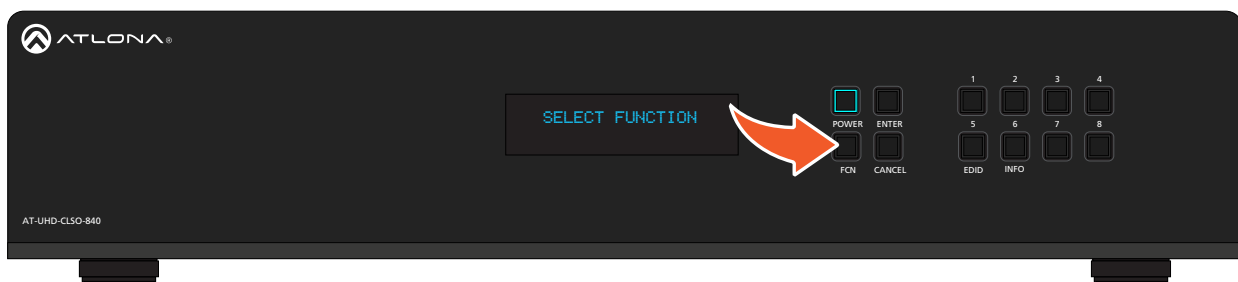 ATLONA®
SELECT FUNCTION
POWER ENTER
FCN CANCEL
1 2 3 4
5 6 7 8
EDID INFO
AT-UHD-CLSO-840